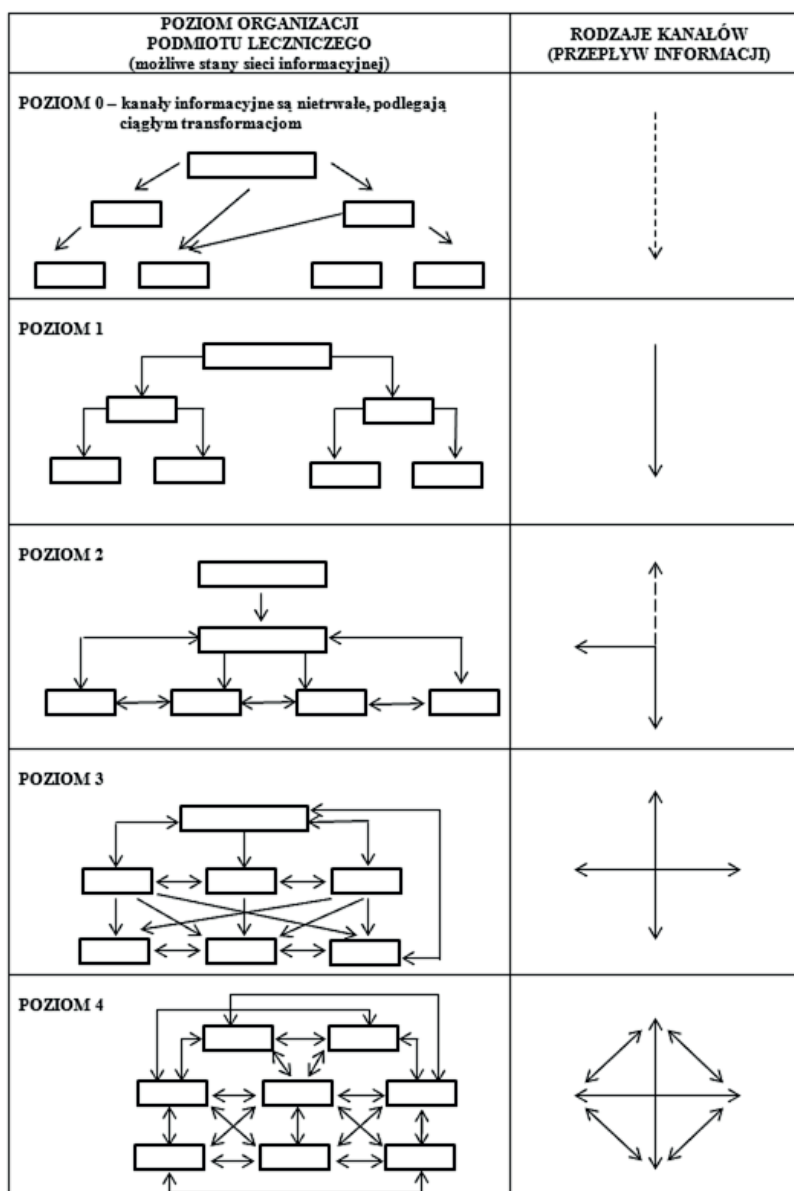 POZIOM ORGANIZACJI
PODMIOTU LECZNICZEGO
(możliwe stany sieci informacyjnej)
RODZAJE KANAŁÓW
(PRZEPŁYW INFORMACJI)
POZIOM 0 – kanały informacyjne są nietrwałe, podlegają
ciągłym transformacjom
POZIOM 1
POZIOM 2
POZIOM 3
POZIOM 4